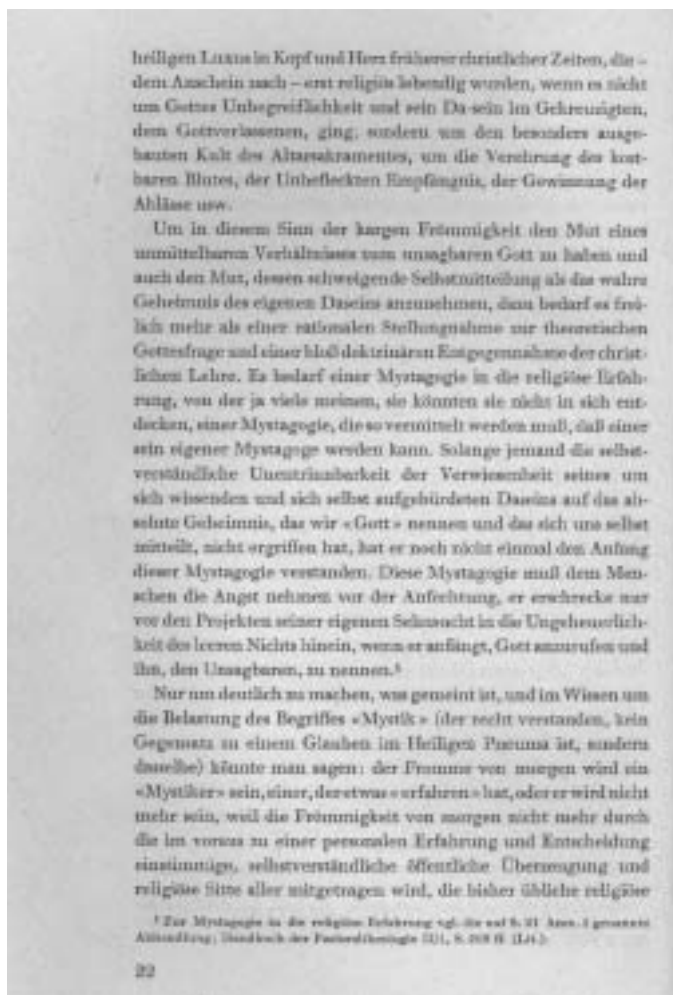 heiligen Luxus in Kopf und Herz früherer christlicher Zeiten, die –
dem Anschein nach – erst religiös lebendig wurden, wenn es nicht
um Gottes Unbegreiflichkeit und sein Da-sein im Gekreuzigten,
dem Gottverlassenen, ging, sondern um den besonders ausge-
bauten Kult des Altarsakramentes, um die Verehrung des kost-
baren Blutes, der Unbefleckten Empfängnis, der Gewinnung der
Ablässe usw.
Um in diesem Sinn der kargen Frömmigkeit den Mut eines
unmittelbaren Verhältnisses zum unsagbaren Gott zu haben und
auch den Mut, dessen schweigende Selbstmitteilung als das wahre
Geheimnis des eigenen Daseins anzunehmen, dazu bedarf es frei-
lich mehr als einer rationalen Stellungnahme zur theoretischen
Gottesfrage und einer bloß doktrinären Entgegennahme der christ-
lichen Lehre. Es bedarf einer Mystagogie in die religiöse Erfah-
rung, von der ja viele meinen, sie könnten sie nicht in sich ent-
decken, einer Mystagogie, die so vermittelt werden muß, daß einer
sein eigener Mystagoge werden kann. Solange jemand die selbst-
verständliche Unentrinnbarkeit der Verwiesenheit seines um
sich wissenden und sich selbst aufgebürdeten Daseins auf das ab-
solute Geheimnis, das wir «Gott» nennen und das sich uns selbst
mitteilt, nicht ergriffen hat, hat er noch nicht einmal den Anfang
dieser Mystagogie verstanden. Diese Mystagogie muß dem Men-
schen die Angst nehmen vor der Anfechtung, er erschrecke nur
vor den Projekten seiner eigenen Sehnsucht in die Ungeheuerlich-
keit des leeren Nichts hinein, wenn er anfängt, Gott anzurufen und
ihn, den Unsagbaren, zu nennen.
Nur um deutlich zu machen, was gemeint ist, und im Wissen um
die Belastung des Begriffes «Mystik» (der recht verstanden, kein
Gegensatz zu einem Glauben im Heiligen Pneuma ist, sondern
dasselbe) könnte man sagen: der Fromme von morgen wird ein
«Mystiker» sein, einer, der etwas «erfahren» hat, oder er wird nicht
mehr sein, weil die Frömmigkeit von morgen nicht mehr durch
die im voraus zu einer personalen Erfahrung und Entscheidung
einstimmige, selbstverständliche öffentliche Überzeugung und
religiöse Sitte aller mitgetragen wird, die bisher übliche religiöse
Zur Mystagogie in die religiöse Erfahrung vgl. die auf S. 21 Anm. genannte
Abhandlung; Handbuch der Pastoraltheologie
22